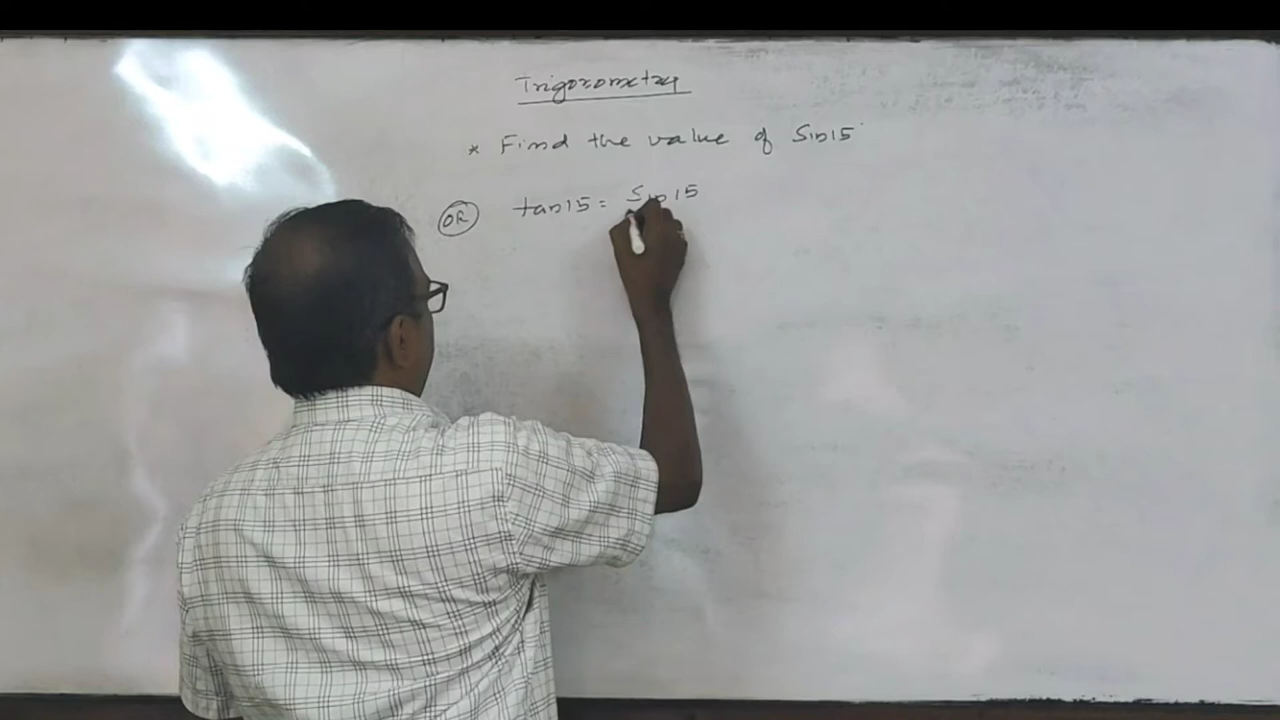 Trigonometry
* Find the value of Sin15°
OR tan15 = Sin15